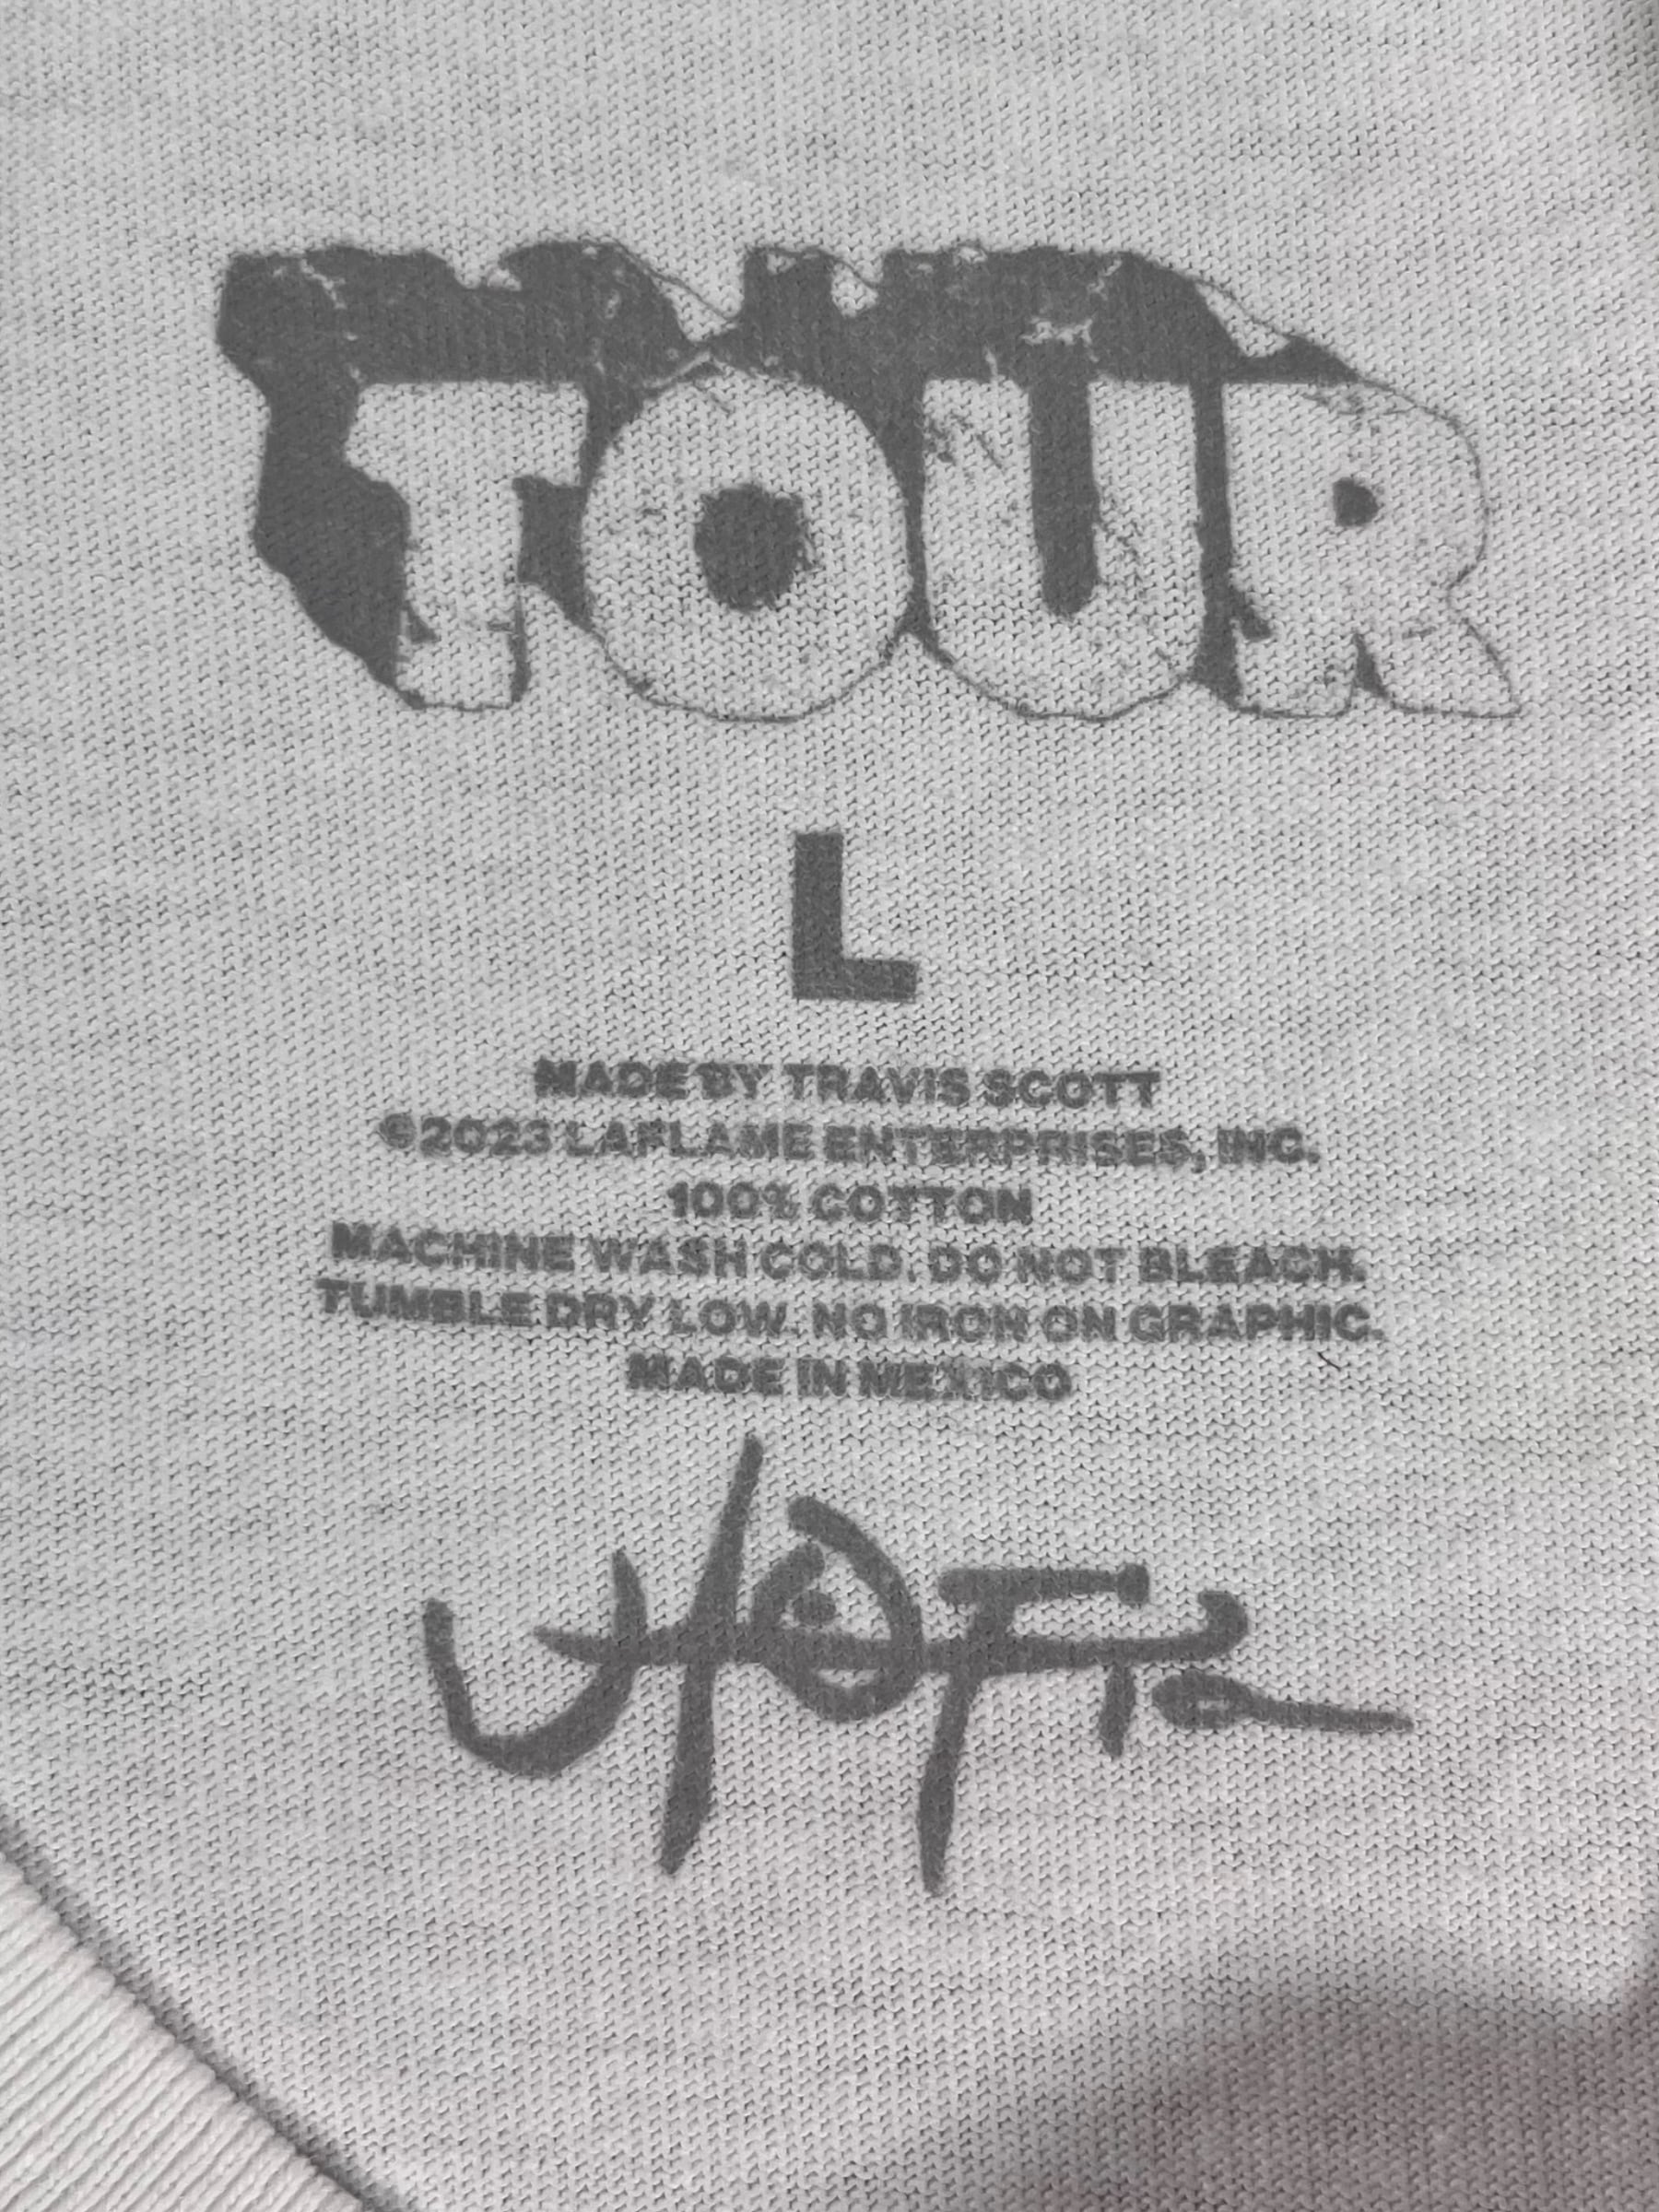 TOUR
L
MADE BY TRAVIS SCOTT
©2023 LAFLAME ENTERPRISES, INC.
100% COTTON
MACHINE WASH COLD. DO NOT BLEACH.
TUMBLE DRY LOW. NO IRON ON GRAPHIC.
MADE IN MEXICO
UTOPIA